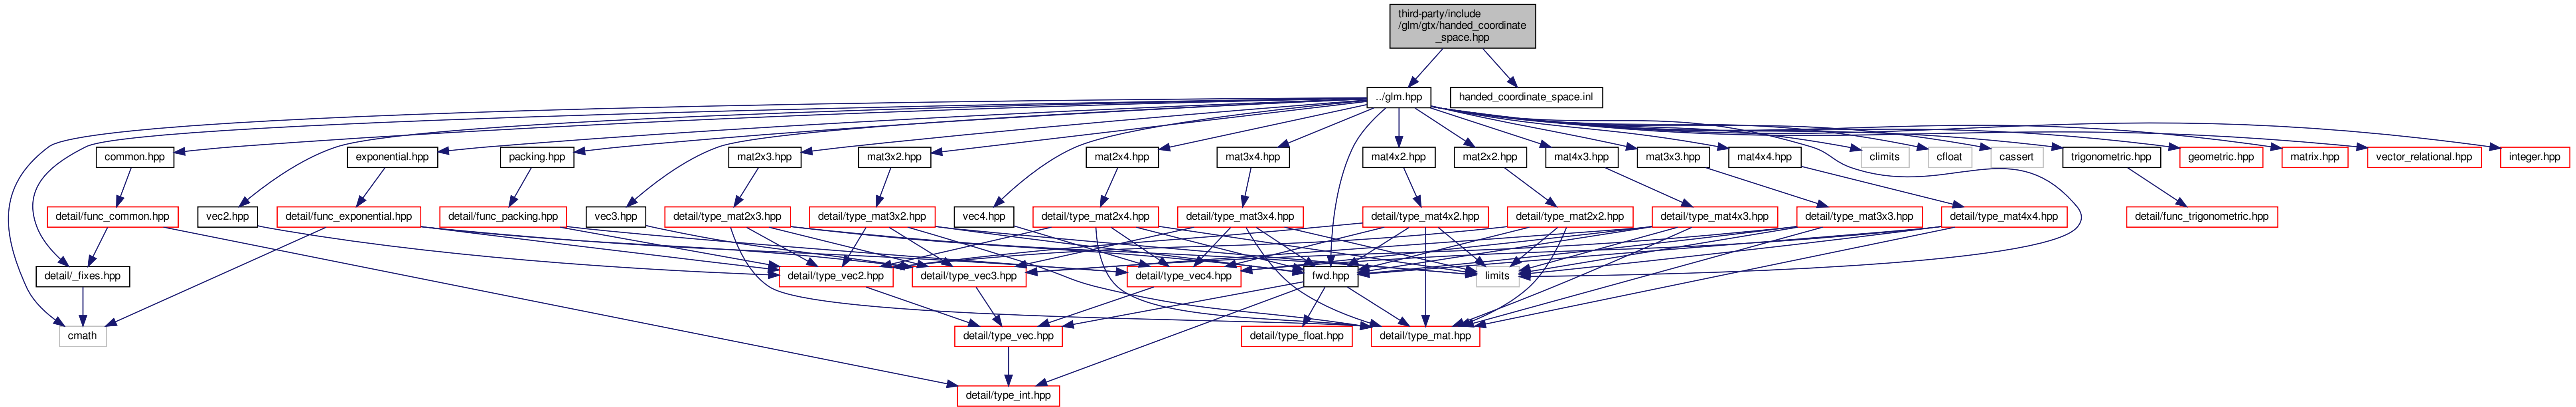 third-party/include
/glm/gtx/handed_coordinate
_space.hpp
../glm.hpp
handed_coordinate_space.inl
common.hpp
exponential.hpp
packing.hpp
mat2x3.hpp
mat3x2.hpp
mat2x4.hpp
mat3x4.hpp
mat4x2.hpp
mat2x2.hpp
mat4x3.hpp
mat3x3.hpp
mat4x4.hpp
climits
cfloat
cassert
trigonometric.hpp
geometric.hpp
matrix.hpp
vector_relational.hpp
integer.hpp
detail/func_common.hpp
vec2.hpp
detail/func_exponential.hpp
detail/func_packing.hpp
vec3.hpp
detail/type_mat2x3.hpp
detail/type_mat3x2.hpp
vec4.hpp
detail/type_mat2x4.hpp
detail/type_mat3x4.hpp
detail/type_mat4x2.hpp
detail/type_mat2x2.hpp
detail/type_mat4x3.hpp
detail/type_mat3x3.hpp
detail/type_mat4x4.hpp
detail/func_trigonometric.hpp
detail/_fixes.hpp
detail/type_vec2.hpp
detail/type_vec3.hpp
detail/type_vec4.hpp
fwd.hpp
limits
cmath
detail/type_vec.hpp
detail/type_float.hpp
detail/type_mat.hpp
detail/type_int.hpp